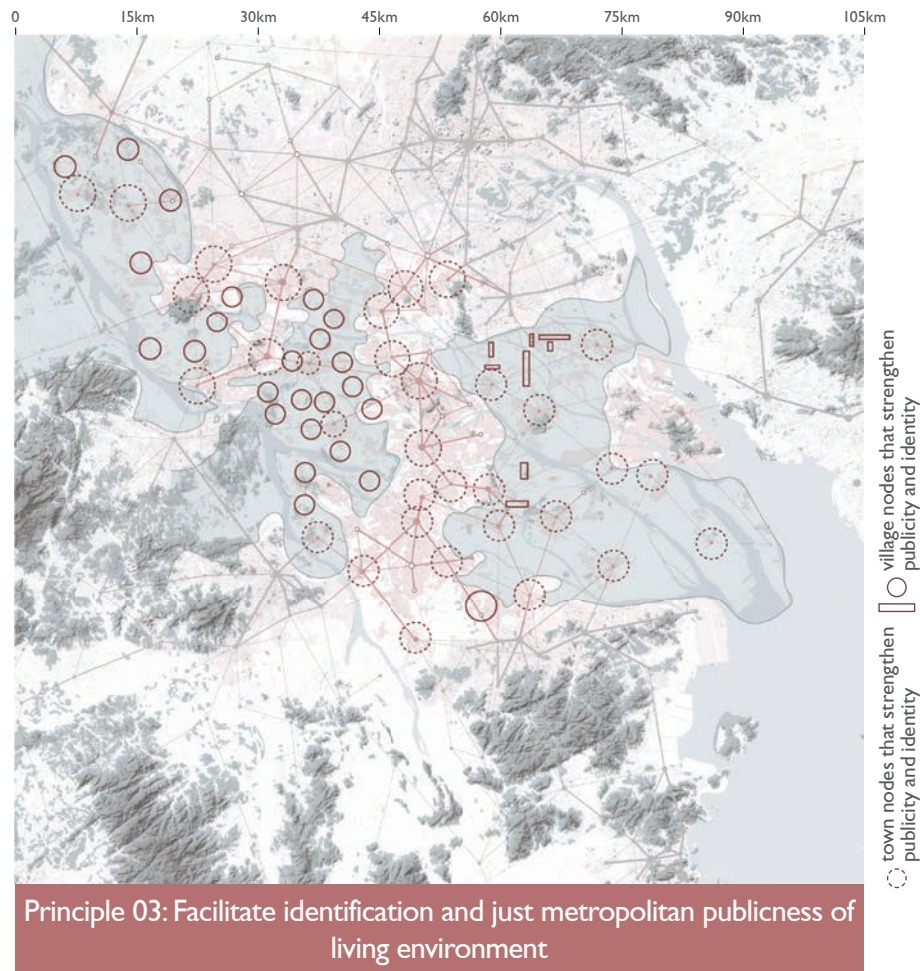 0
15km
30km
45km
60km
75km
90km
105km
village nodes that strengthen
publicity and identity
town nodes that strengthen
publicity and identity
Principle 03: Facilitate identification and just metropolitan publicness of
living environment